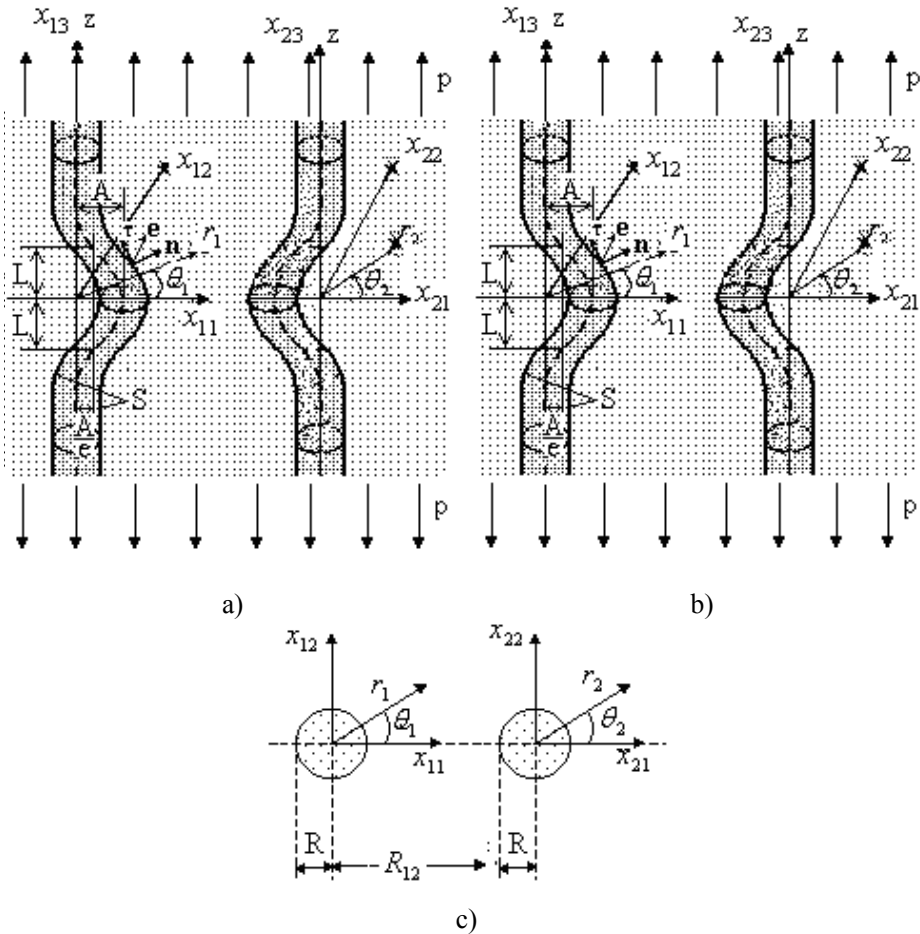 x₁₃ z x₂₃ z x₁₃ z x₂₃ z
p p
x₁₂ x₂₂ x₁₂ x₂₂
A A
τ e n r₁ r₂ τ e n r₁ r₂
L θ₁ θ₂ L θ₁ θ₂
x₁₁ x₂₁ x₁₁ x₂₁
L L
S S
A/e A/e
p p
a) b)
x₁₂ x₂₂
r₁ r₂
θ₁ θ₂
x₁₁ x₂₁
R R₁₂ R
c)